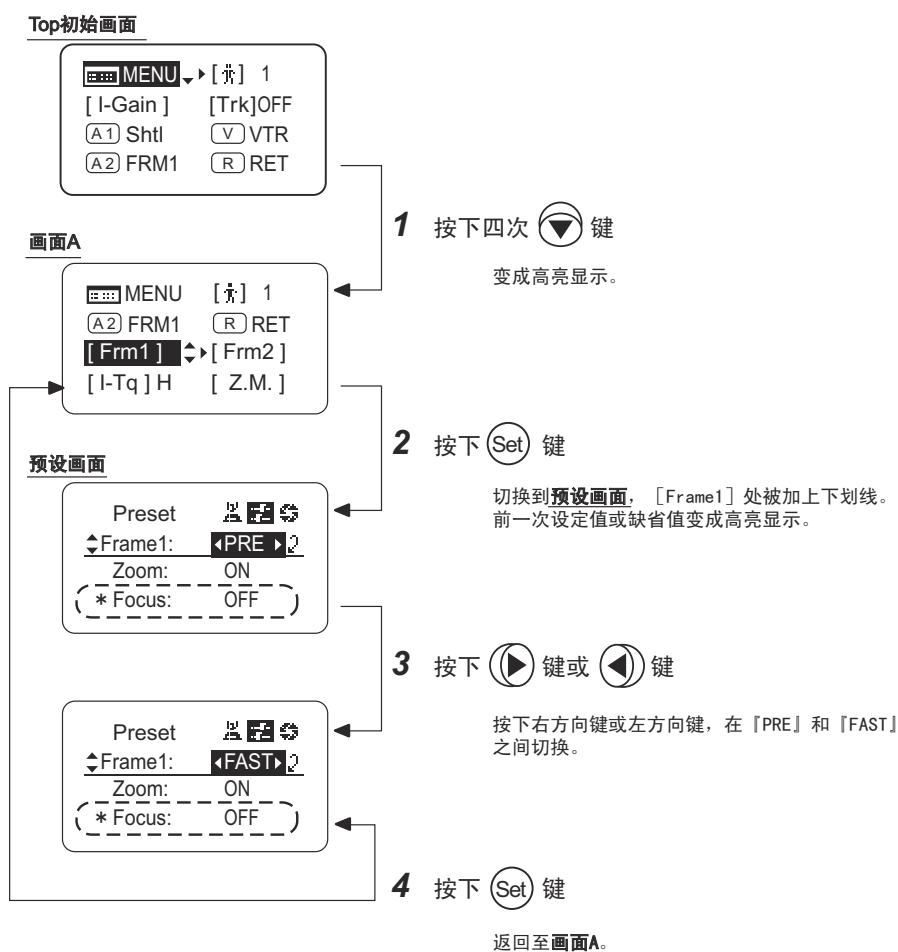 Top初始画面
MENU [ ] 1
[ I-Gain ] [Trk]OFF
A1 Shtl V VTR
A2 FRM1 R RET
1 按下四次 键
变成高亮显示。
画面A
MENU [ ] 1
A2 FRM1 R RET
[ Frm1 ] [ Frm2 ]
[ I-Tq ] H [ Z.M. ]
2 按下 Set 键
切换到预设画面，［Frame1］处被加上下划线。
前一次设定值或缺省值变成高亮显示。
预设画面
Preset
Frame1: PRE
Zoom: ON
* Focus: OFF
3 按下 键或 键
按下右方向键或左方向键，在『PRE』和『FAST』
之间切换。
Preset
Frame1: FAST
Zoom: ON
* Focus: OFF
4 按下 Set 键
返回至画面A。